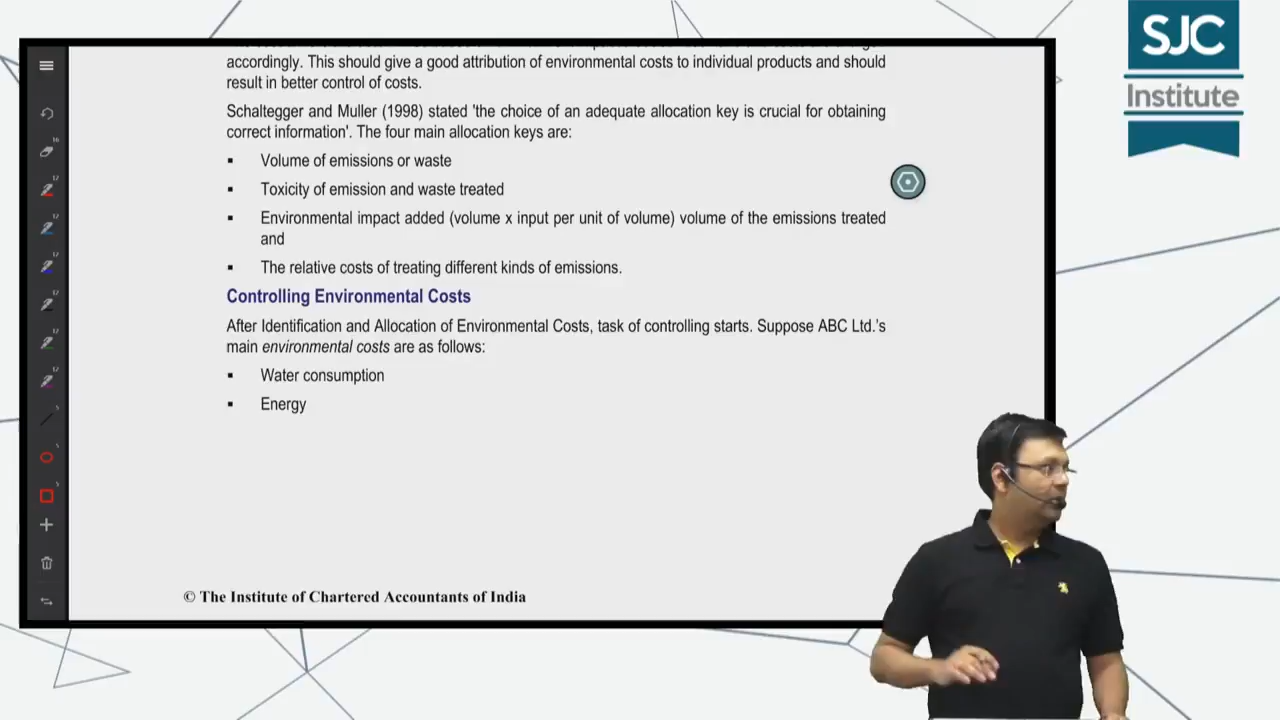 SJC
Institute
accordingly. This should give a good attribution of environmental costs to individual products and should
result in better control of costs.
Schaltegger and Muller (1998) stated 'the choice of an adequate allocation key is crucial for obtaining
correct information'. The four main allocation keys are:
▪ Volume of emissions or waste
▪ Toxicity of emission and waste treated
▪ Environmental impact added (volume x input per unit of volume) volume of the emissions treated
and
▪ The relative costs of treating different kinds of emissions.
Controlling Environmental Costs
After Identification and Allocation of Environmental Costs, task of controlling starts. Suppose ABC Ltd.'s
main environmental costs are as follows:
▪ Water consumption
▪ Energy
© The Institute of Chartered Accountants of India